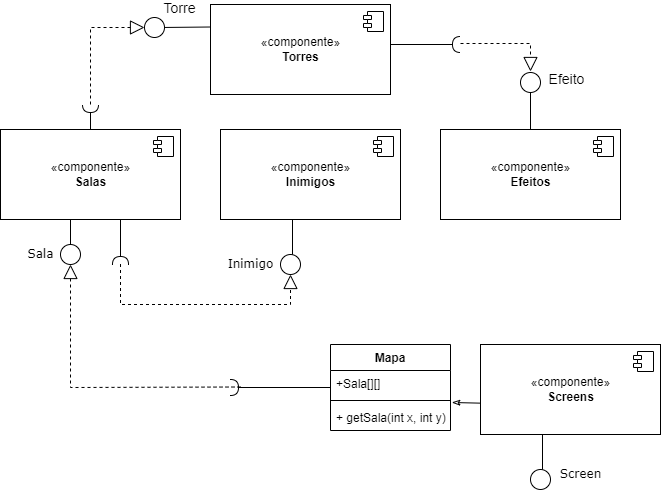 Torre
«componente»
Torres
Efeito
«componente»
Salas
«componente»
Inimigos
«componente»
Efeitos
Sala
Inimigo
Mapa
+Sala[][]
+ getSala(int x, int y)
«componente»
Screens
Screen